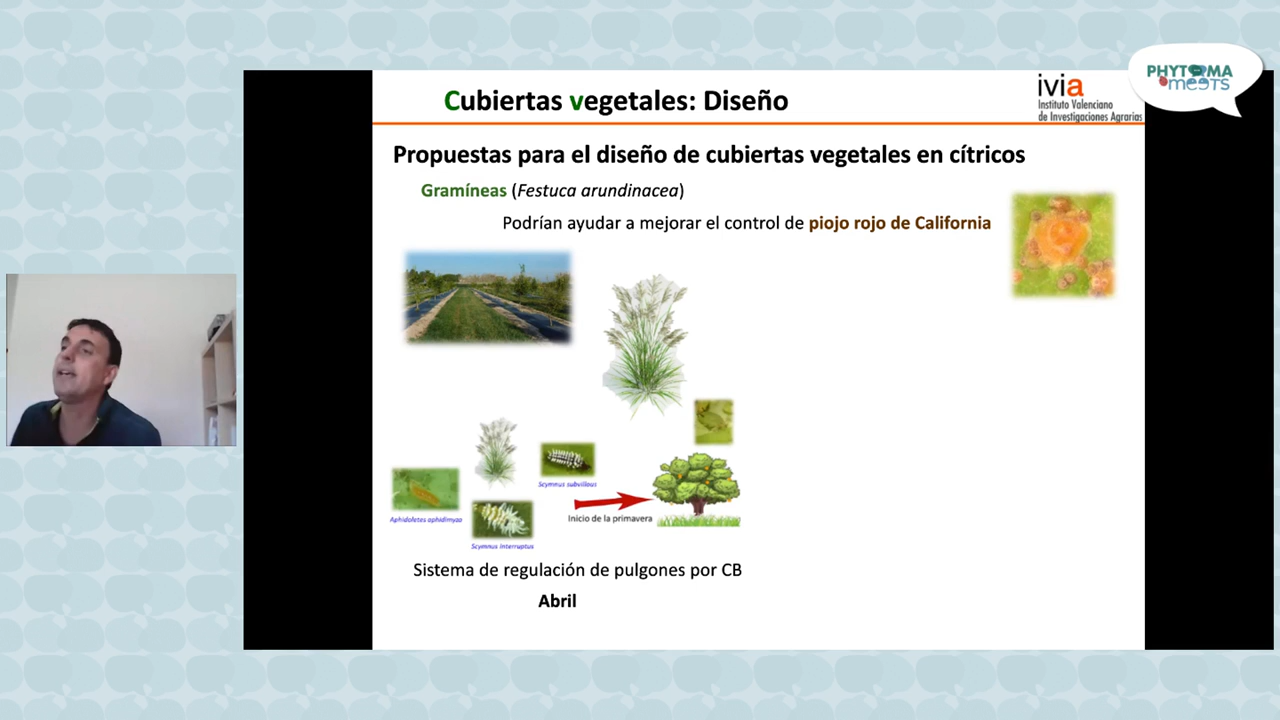 PHYTOMA
meets
Cubiertas vegetales: Diseño
ivia
Instituto Valenciano
de Investigaciones Agrarias
Propuestas para el diseño de cubiertas vegetales en cítricos
Gramíneas (Festuca arundinacea)
Podrían ayudar a mejorar el control de piojo rojo de California
Scymnus subvillous
Aphidoletes aphidimyza
Inicio de la primavera
Scymnus interruptus
Sistema de regulación de pulgones por CB
Abril